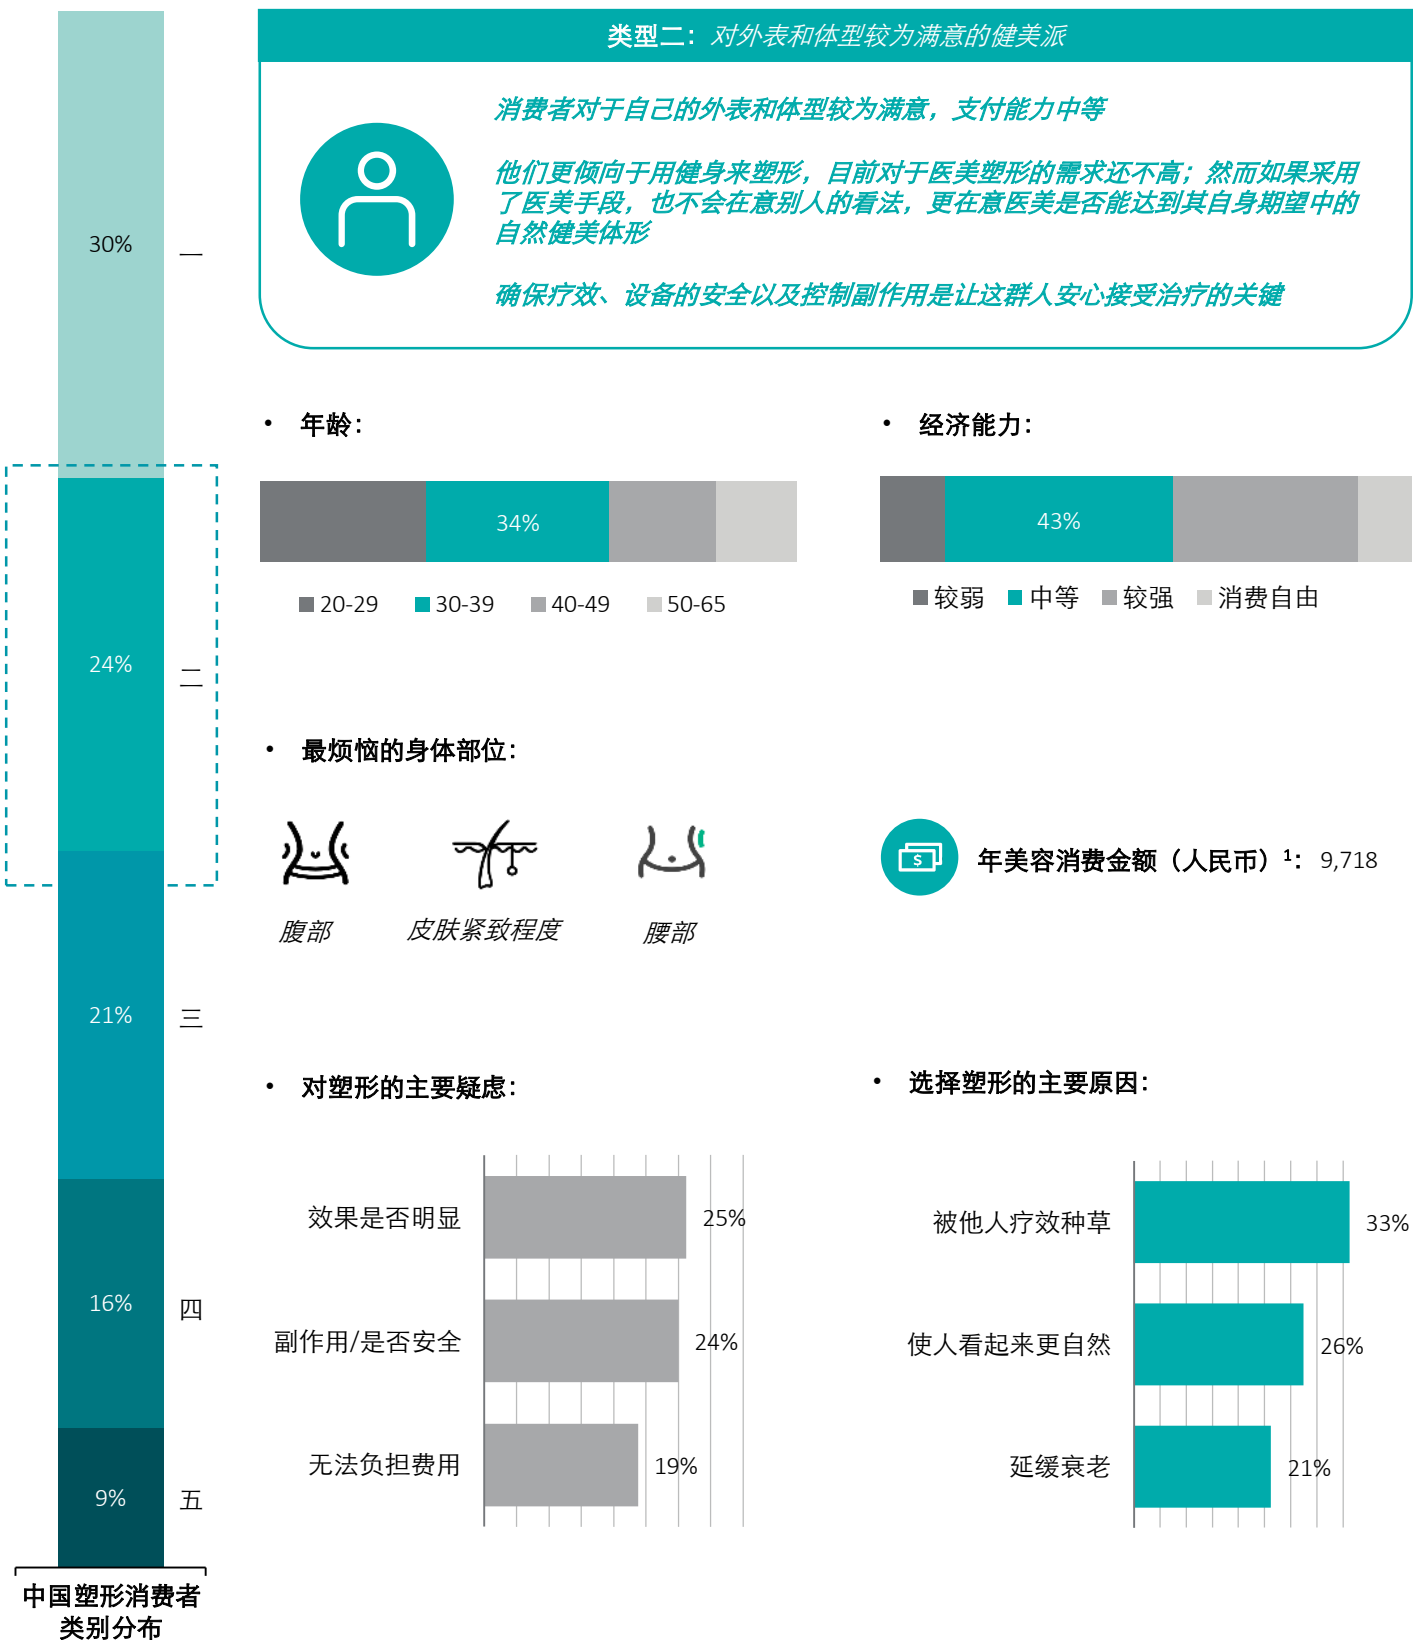 类型二：对外表和体型较为满意的健美派
消费者对于自己的外表和体型较为满意，支付能力中等
他们更倾向于用健身来塑形，目前对于医美塑形的需求还不高；然而如果采用
了医美手段，也不会在意别人的看法，更在意医美是否能达到其自身期望中的
自然健美体形
确保疗效、设备的安全以及控制副作用是让这群人安心接受治疗的关键
30% 一
24% 二
21% 三
16% 四
9% 五
中国塑形消费者
类别分布
• 年龄：
34%
20-29 30-39 40-49 50-65
• 经济能力：
43%
较弱 中等 较强 消费自由
• 最烦恼的身体部位：
腹部 皮肤紧致程度 腰部
$
年美容消费金额（人民币）1：9,718
• 对塑形的主要疑虑：
效果是否明显 25%
副作用/是否安全 24%
无法负担费用 19%
• 选择塑形的主要原因：
被他人疗效种草 33%
使人看起来更自然 26%
延缓衰老 21%